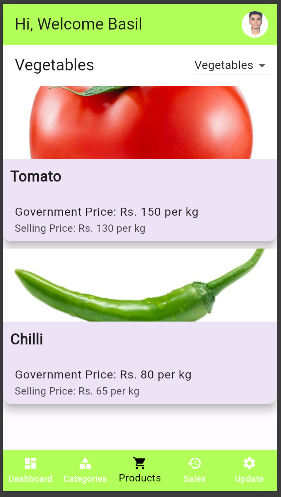 Hi, Welcome Basil
Vegetables
Vegetables
Tomato
Government Price: Rs. 150 per kg
Selling Price: Rs. 130 per kg
Chilli
Government Price: Rs. 80 per kg
Selling Price: Rs. 65 per kg
Dashboard Categories Products Sales Update